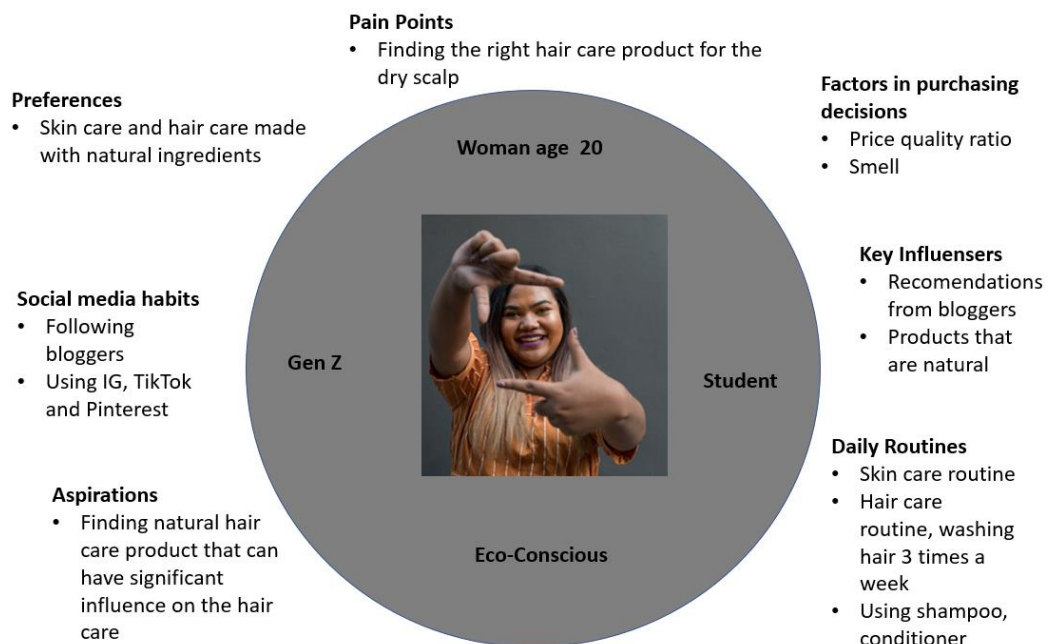 Pain Points
• Finding the right hair care product for the
dry scalp
Preferences
• Skin care and hair care made
with natural ingredients
Factors in purchasing
decisions
• Price quality ratio
• Smell
Woman age 20
Key Influensers
• Recomendations
from bloggers
• Products that
are natural
Social media habits
• Following
bloggers
• Using IG, TikTok
and Pinterest
Gen Z
Student
Daily Routines
• Skin care routine
• Hair care
routine, washing
hair 3 times a
week
• Using shampoo,
conditioner
Aspirations
• Finding natural hair
care product that can
have significant
influence on the hair
care
Eco-Conscious